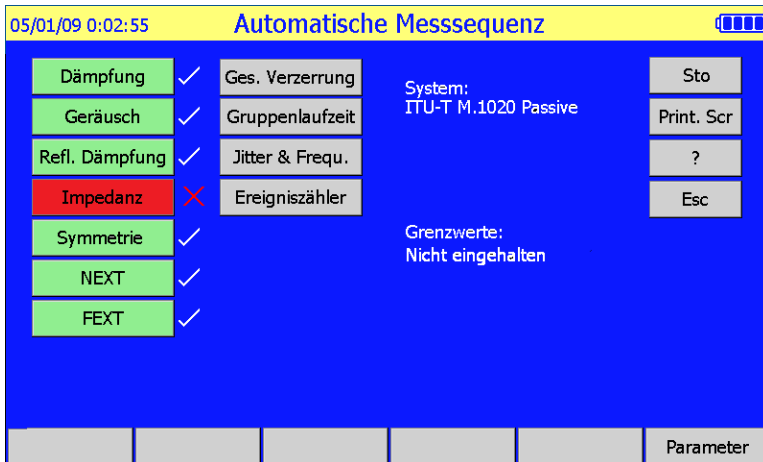 05/01/09 0:02:55 Automatische Messsequenz
Dämpfung
Geräusch
Refl. Dämpfung
Impedanz
Symmetrie
NEXT
FEXT
Ges. Verzerrung
Gruppenlaufzeit
Jitter & Frequ.
Ereigniszähler
System:
ITU-T M.1020 Passive
Grenzwerte:
Nicht eingehalten
Sto
Print. Scr
?
Esc
Parameter